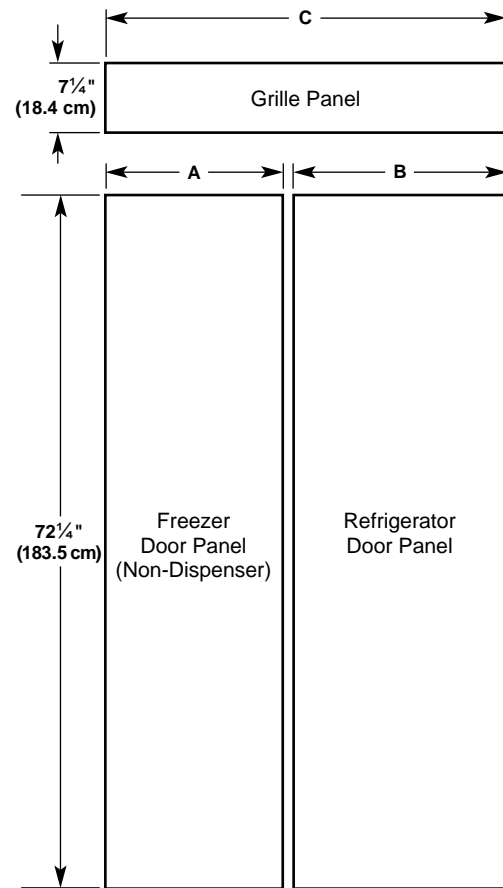 C
7¼"
(18.4 cm)
Grille Panel
A
B
72¼"
(183.5 cm)
Freezer
Door Panel
(Non-Dispenser)
Refrigerator
Door Panel